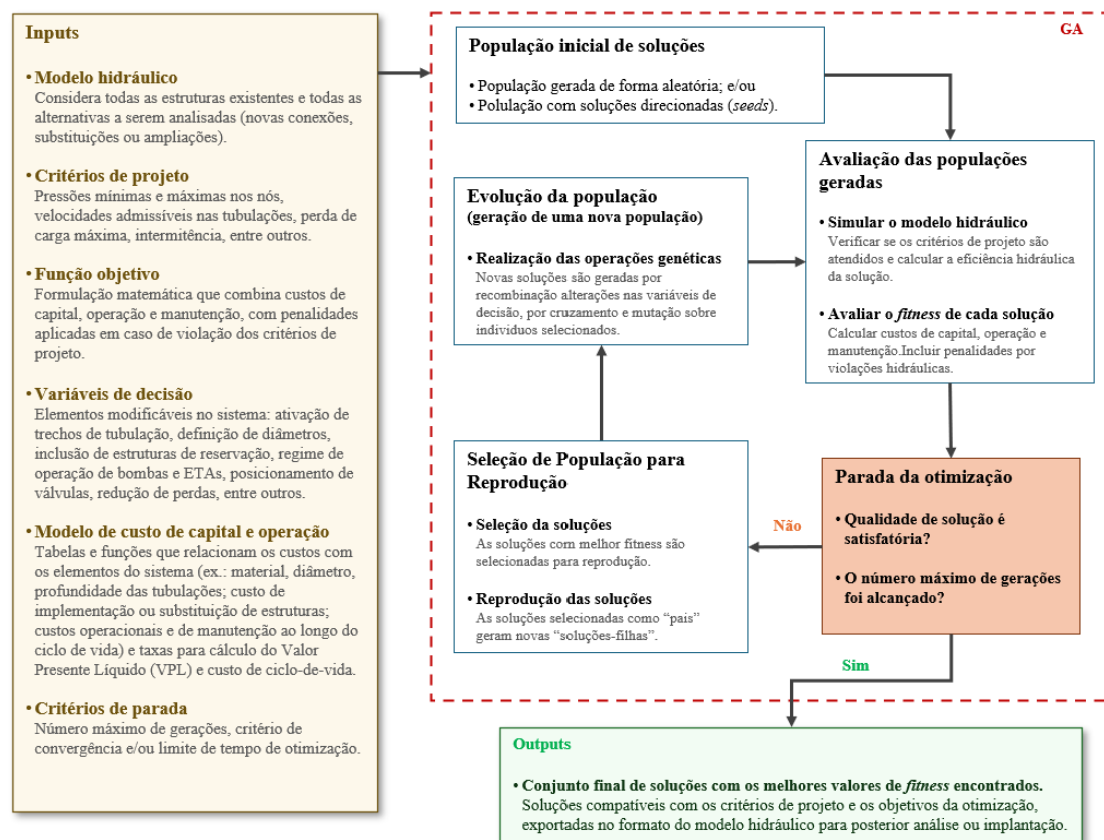 Inputs
• Modelo hidráulico
Considera todas as estruturas existentes e todas as
alternativas a serem analisadas (novas conexões,
substituições ou ampliações).
• Critérios de projeto
Pressões mínimas e máximas nos nós,
velocidades admissíveis nas tubulações, perda de
carga máxima, intermitência, entre outros.
• Função objetivo
Formulação matemática que combina custos de
capital, operação e manutenção, com penalidades
aplicadas em caso de violação dos critérios de
projeto.
• Variáveis de decisão
Elementos modificáveis no sistema: ativação de
trechos de tubulação, definição de diâmetros,
inclusão de estruturas de reservação, regime de
operação de bombas e ETAs, posicionamento de
válvulas, redução de perdas, entre outros.
• Modelo de custo de capital e operação
Tabelas e funções que relacionam os custos com
os elementos do sistema (ex.: material, diâmetro,
profundidade das tubulações; custo de
implementação ou substituição de estruturas;
custos operacionais e de manutenção ao longo do
ciclo de vida) e taxas para cálculo do Valor
Presente Líquido (VPL) e custo de ciclo-de-vida.
• Critérios de parada
Número máximo de gerações, critério de
convergência e/ou limite de tempo de otimização.
GA
População inicial de soluções
• População gerada de forma aleatória; e/ou
• Polulação com soluções direcionadas (seeds).
Avaliação das populações
geradas
• Simular o modelo hidráulico
Verificar se os critérios de projeto são
atendidos e calcular a eficiência hidráulica
da solução.
• Avaliar o fitness de cada solução
Calcular custos de capital, operação e
manutenção.Incluir penalidades por
violações hidráulicas.
Evolução da população
(geração de uma nova população)
• Realização das operações genéticas
Novas soluções são geradas por
recombinação alterações nas variáveis de
decisão, por cruzamento e mutação sobre
individuos selecionados.
Seleção de População para
Reprodução
• Seleção da soluções
As soluções com melhor fitness são
selecionadas para reprodução.
• Reprodução das soluções
As soluções selecionadas como “pais”
geram novas “soluções-filhas”.
Não
Parada da otimização
• Qualidade de solução é
satisfatória?
• O número máximo de gerações
foi alcançado?
Sim
Outputs
• Conjunto final de soluções com os melhores valores de fitness encontrados.
Soluções compatíveis com os critérios de projeto e os objetivos da otimização,
exportadas no formato do modelo hidráulico para posterior análise ou implantação.